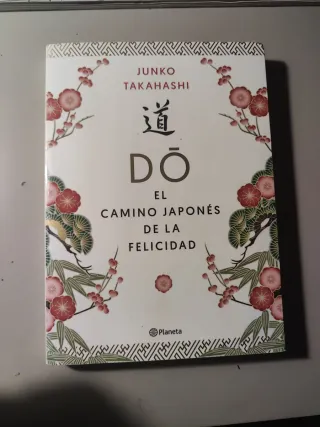 JUNKO
TAKAHASHI
道
DŌ
EL
CAMINO JAPONÉS
DE LA
FELICIDAD
Planeta